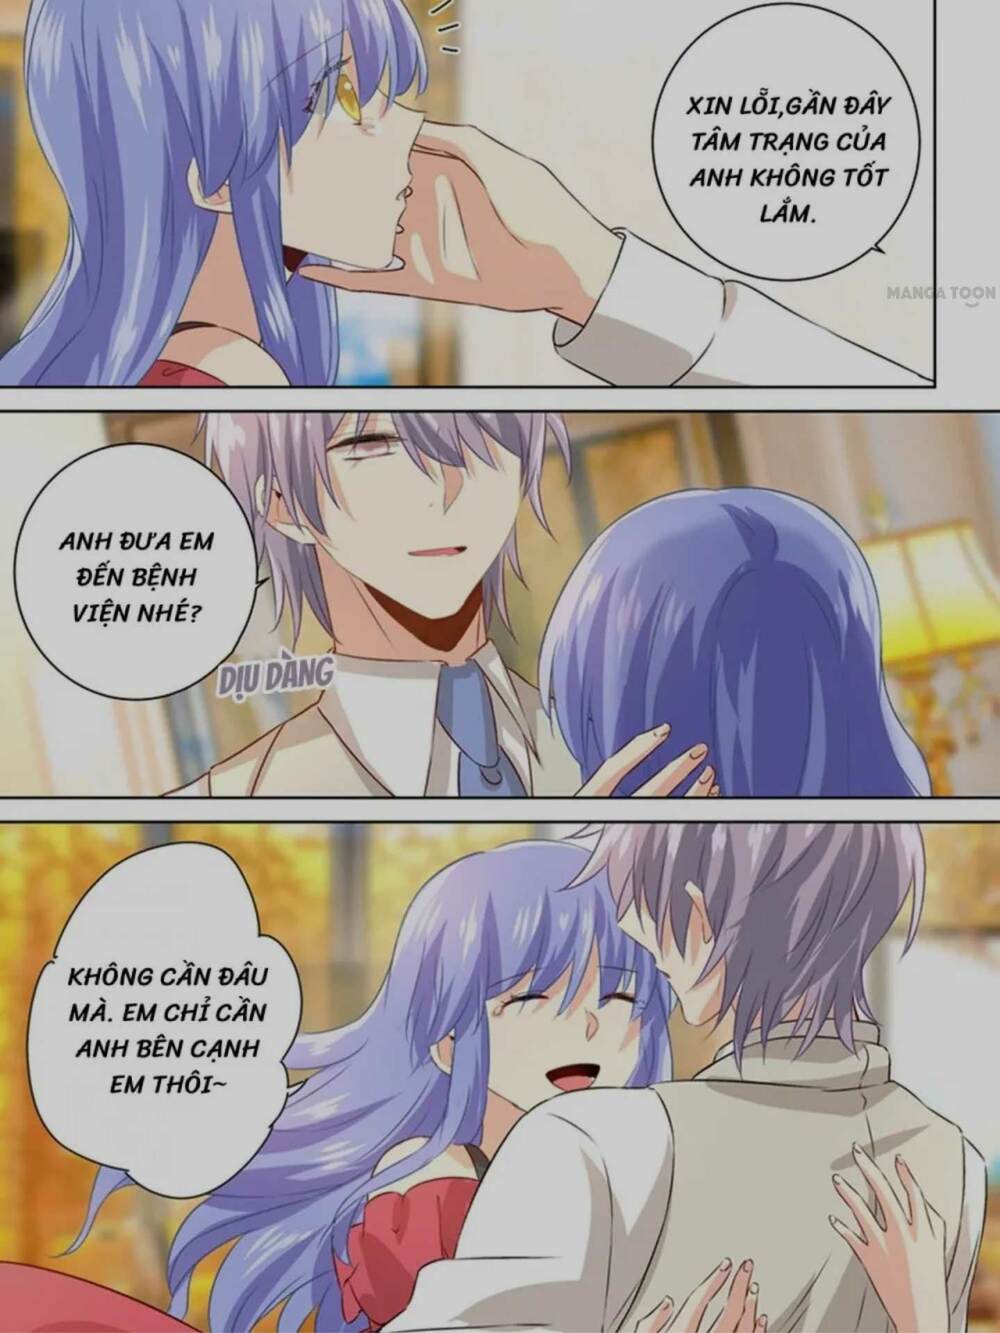 XIN LỖI,GẦN ĐÂY
TÂM TRẠNG CỦA
ANH KHÔNG TỐT
LẮM.
MANGA TOON
ANH ĐƯA EM
ĐẾN BỆNH
VIỆN NHÉ?
DỊU DÀNG
KHÔNG CẦN ĐÂU
MÀ. EM CHỈ CẦN
ANH BÊN CẠNH
EM THÔI~